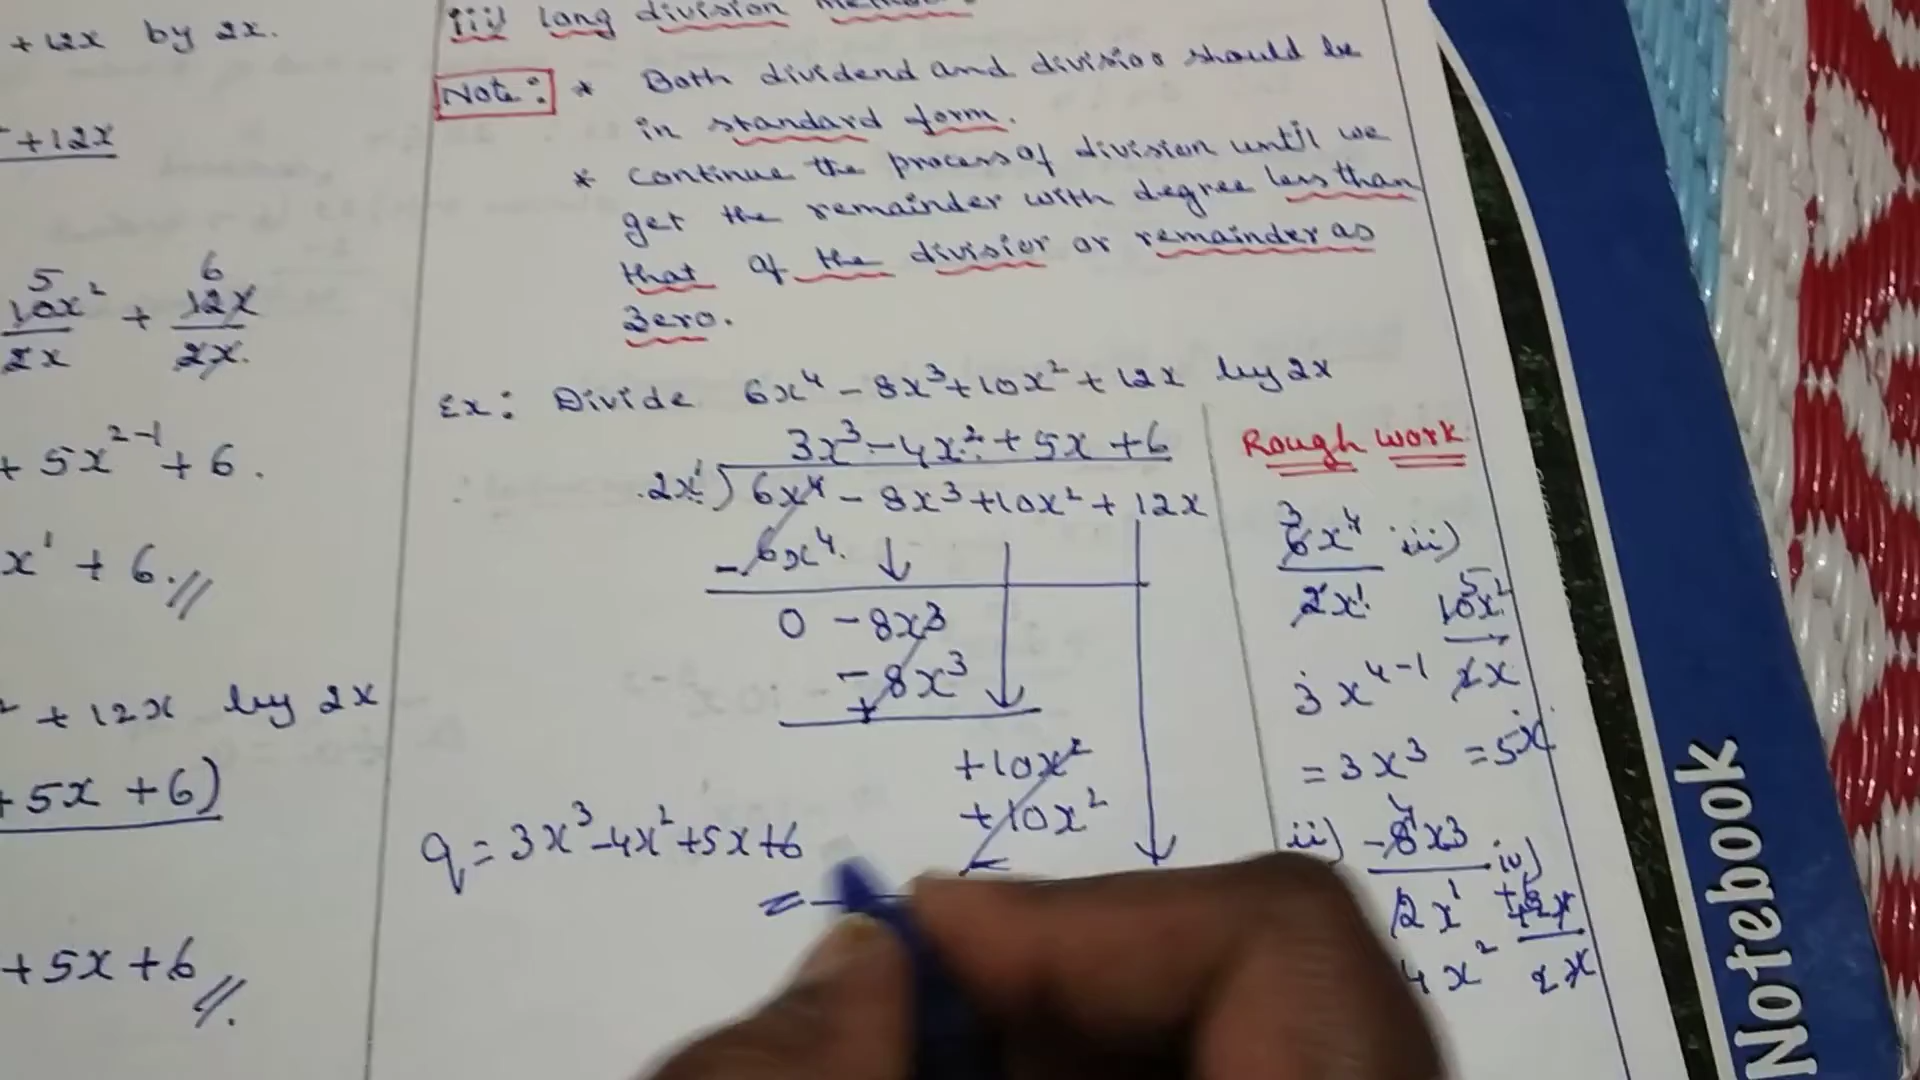 +12x by 2x.
+12x
5 6
10x² + 12x
2x 2x.
+ 5x²⁻¹ + 6.
x¹ + 6.//
² + 12x by 2x
+ 5x + 6)
+5x+6//.
iii) long division
Note: * Both dividend and division should be
in standard form.
* continue the process of division until we
get the remainder with degree less than
that of the divisior or remainder as
zero.
Ex: Divide 6x⁴ - 8x³ + 10x² + 12x by 2x
3x³ - 4x² + 5x + 6
2x¹ ) 6x⁴ - 8x³ + 10x² + 12x
- 6x⁴. ↓
0 - 8x³
- 8x³
+
+10x²
+10x²
-
q = 3x³ - 4x² + 5x + 6
=
Rough work
3
6x⁴
2x¹
3x⁴⁻¹
= 3x³
ii) -8x3
2x¹
4x²
iii)
5
10x²
2x
= 5x
iv)
+12x
2x
Notebook